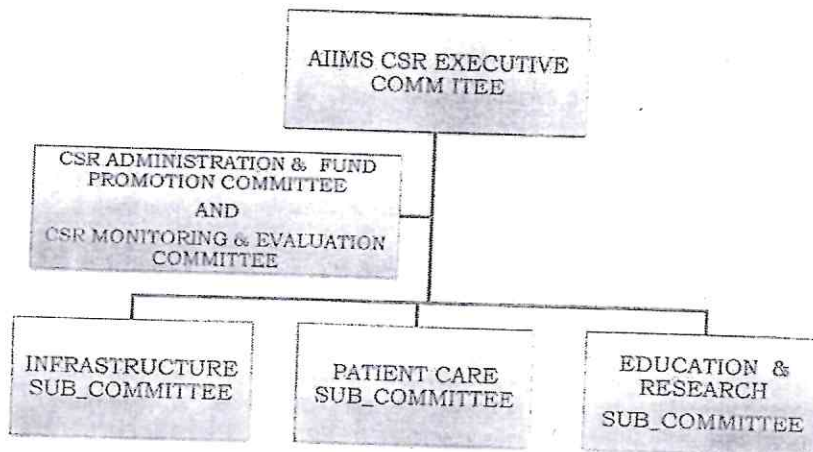 AIIMS CSR EXECUTIVE
COMM ITEE
CSR ADMINISTRATION & FUND
PROMOTION COMMITTEE
AND
CSR MONITORING & EVALUATION
COMMITTEE
INFRASTRUCTURE
SUB_COMMITTEE
PATIENT CARE
SUB_COMMITTEE
EDUCATION &
RESEARCH
SUB_COMMITTEE